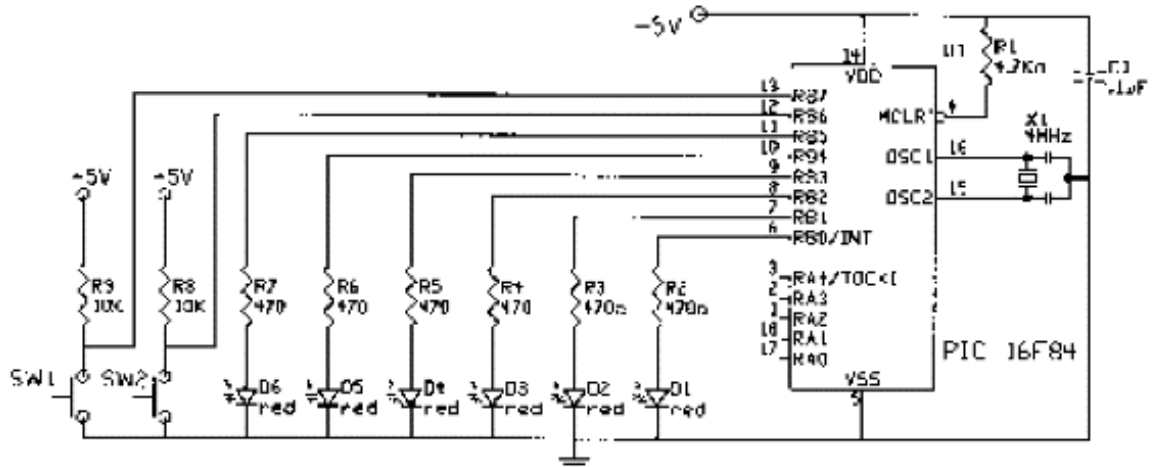 -5V
14
VDD
U1
R1
4.7K
13
RB7
12
RB6
11
RB5
10
RB4
9
RB3
8
RB2
7
RB1
6
RB0/INT
MCLR
4
OSC1
16
OSC2
15
X1
4MHz
-5V
-5V
3
RA4/TOCKI
2
RA3
1
RA2
18
RA1
17
RA0
VSS
5
PIC 16F84
R9
10K
R8
10K
R7
470
R6
470
R5
470
R4
470
R3
470n
R2
470n
SW1
SW2
D6
red
D5
red
D4
red
D3
red
D2
red
D1
red